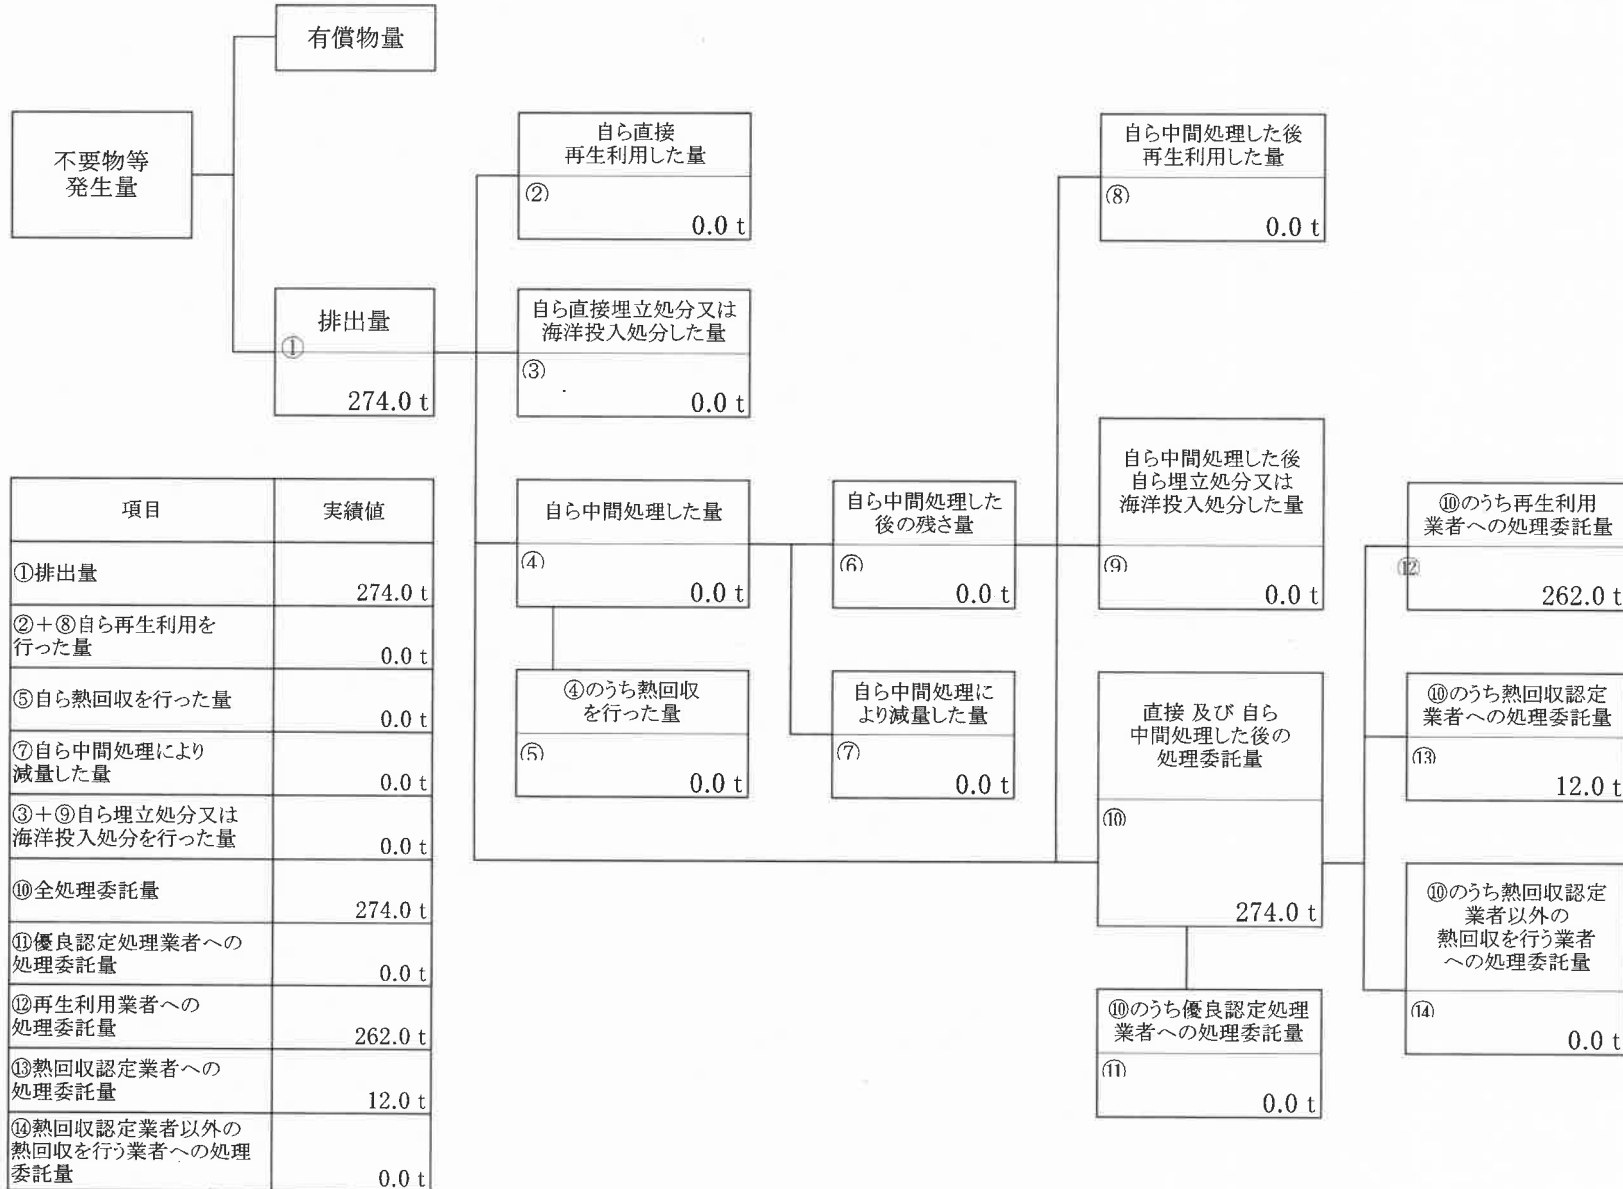 有償物量
不要物等
発生量
排出量
①
274.0 t
自ら直接
再生利用した量
②
0.0 t
自ら直接埋立処分又は
海洋投入処分した量
③
0.0 t
自ら中間処理した量
④
0.0 t
④のうち熱回収
を行った量
⑤
0.0 t
自ら中間処理した
後の残さ量
⑥
0.0 t
自ら中間処理に
より減量した量
⑦
0.0 t
自ら中間処理した後
再生利用した量
⑧
0.0 t
自ら中間処理した後
自ら埋立処分又は
海洋投入処分した量
⑨
0.0 t
直接 及び 自ら
中間処理した後の
処理委託量
⑩
274.0 t
⑩のうち優良認定処理
業者への処理委託量
⑪
0.0 t
⑩のうち再生利用
業者への処理委託量
⑫
262.0 t
⑩のうち熱回収認定
業者への処理委託量
⑬
12.0 t
⑩のうち熱回収認定
業者以外の
熱回収を行う業者
への処理委託量
⑭
0.0 t
項目 実績値
①排出量 274.0 t
②＋⑧自ら再生利用を
行った量 0.0 t
⑤自ら熱回収を行った量 0.0 t
⑦自ら中間処理により
減量した量 0.0 t
③＋⑨自ら埋立処分又は
海洋投入処分を行った量 0.0 t
⑩全処理委託量 274.0 t
⑪優良認定処理業者への
処理委託量 0.0 t
⑫再生利用業者への
処理委託量 262.0 t
⑬熱回収認定業者への
処理委託量 12.0 t
⑭熱回収認定業者以外の
熱回収を行う業者への処理
委託量 0.0 t